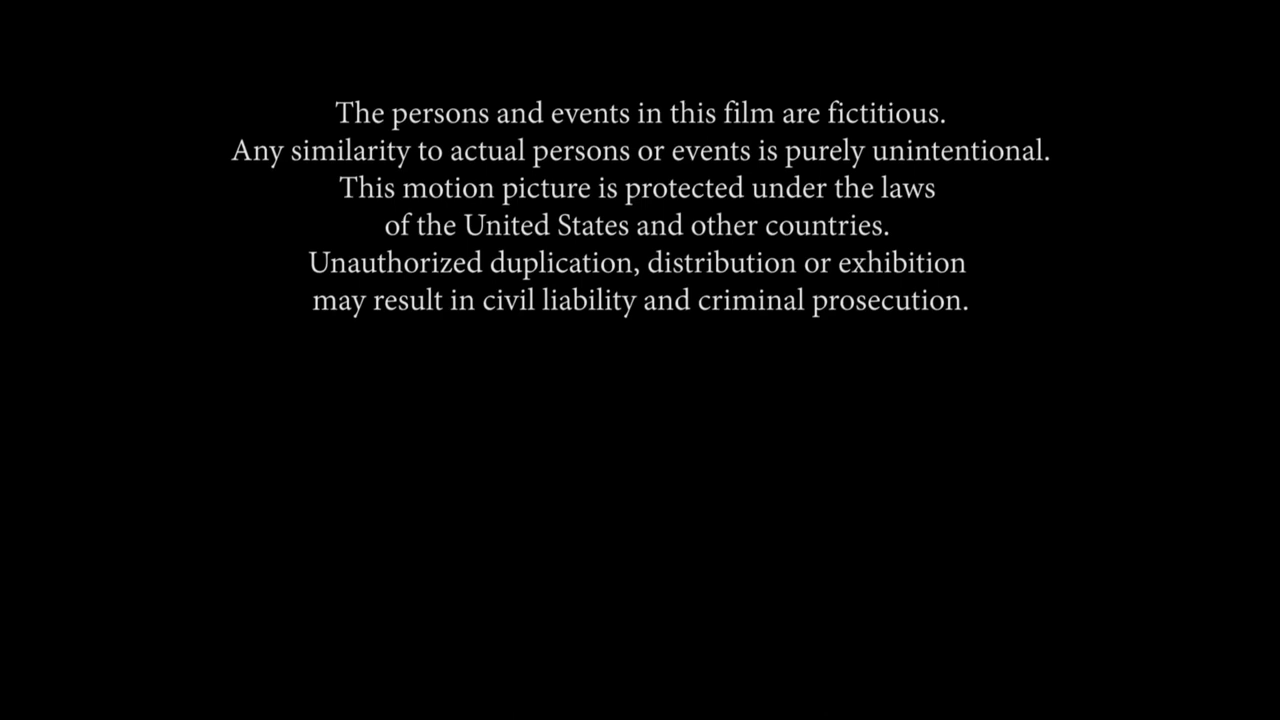 The persons and events in this film are fictitious.
Any similarity to actual persons or events is purely unintentional.
This motion picture is protected under the laws
of the United States and other countries.
Unauthorized duplication, distribution or exhibition
may result in civil liability and criminal prosecution.